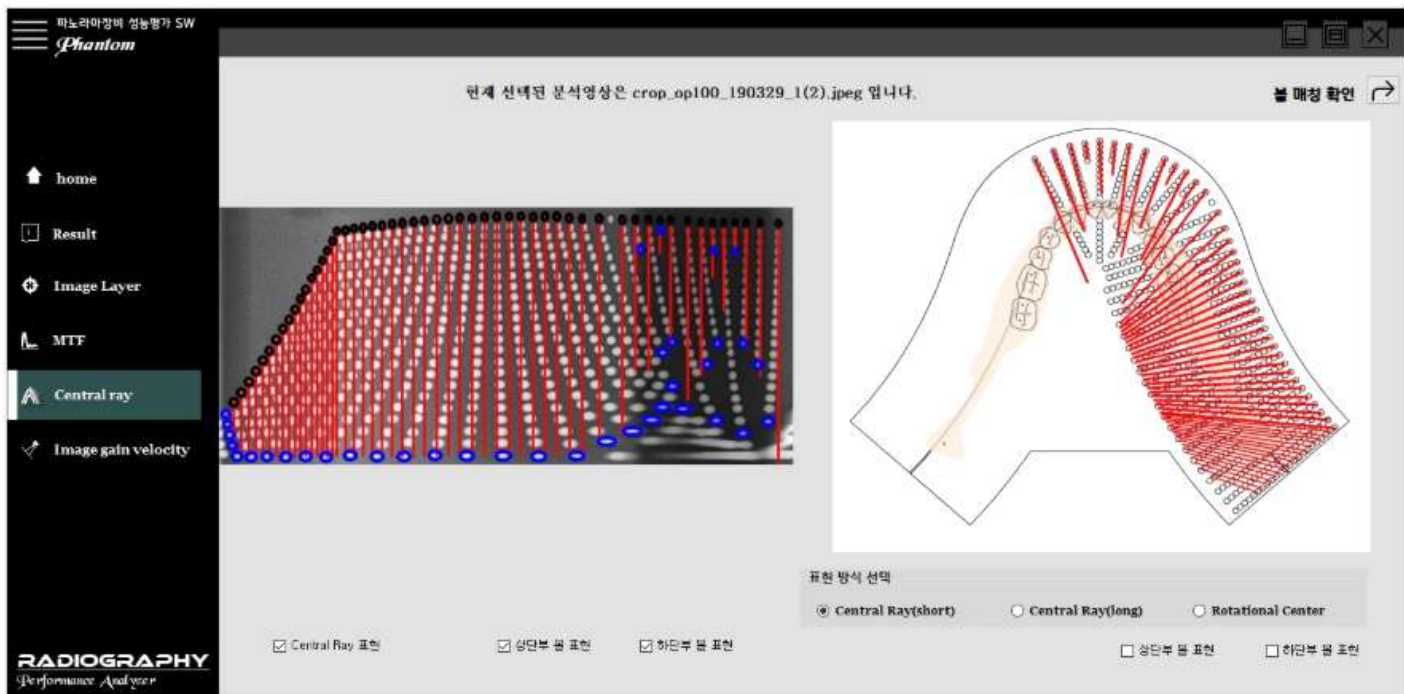 파노라마장비 성능평가 SW
Phantom
현재 선택된 분석영상은 crop_op100_190329_1(2).jpeg 입니다.
볼 매칭 확인
home
Result
Image Layer
MTF
Central ray
Image gain velocity
표현 방식 선택
Central Ray(short)
Central Ray(long)
Rotational Center
Central Ray 표현
상단부 볼 표현
하단부 볼 표현
상단부 볼 표현
하단부 볼 표현
RADIOGRAPHY
Performance Analyzer